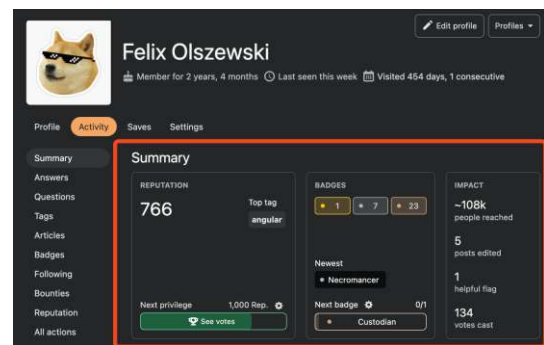 Edit profile
Profiles
Felix Olszewski
Member for 2 years, 4 months Last seen this week Visited 454 days, 1 consecutive
Profile Activity Saves Settings
Summary
Answers
Questions
Tags
Articles
Badges
Following
Bounties
Reputation
All actions
Summary
REPUTATION
766
Top tag
angular
Next privilege 1,000 Rep.
See votes
BADGES
1 7 23
Newest
Necromancer
Next badge 0/1
Custodian
IMPACT
~108k
people reached
5
posts edited
1
helpful flag
134
votes cast